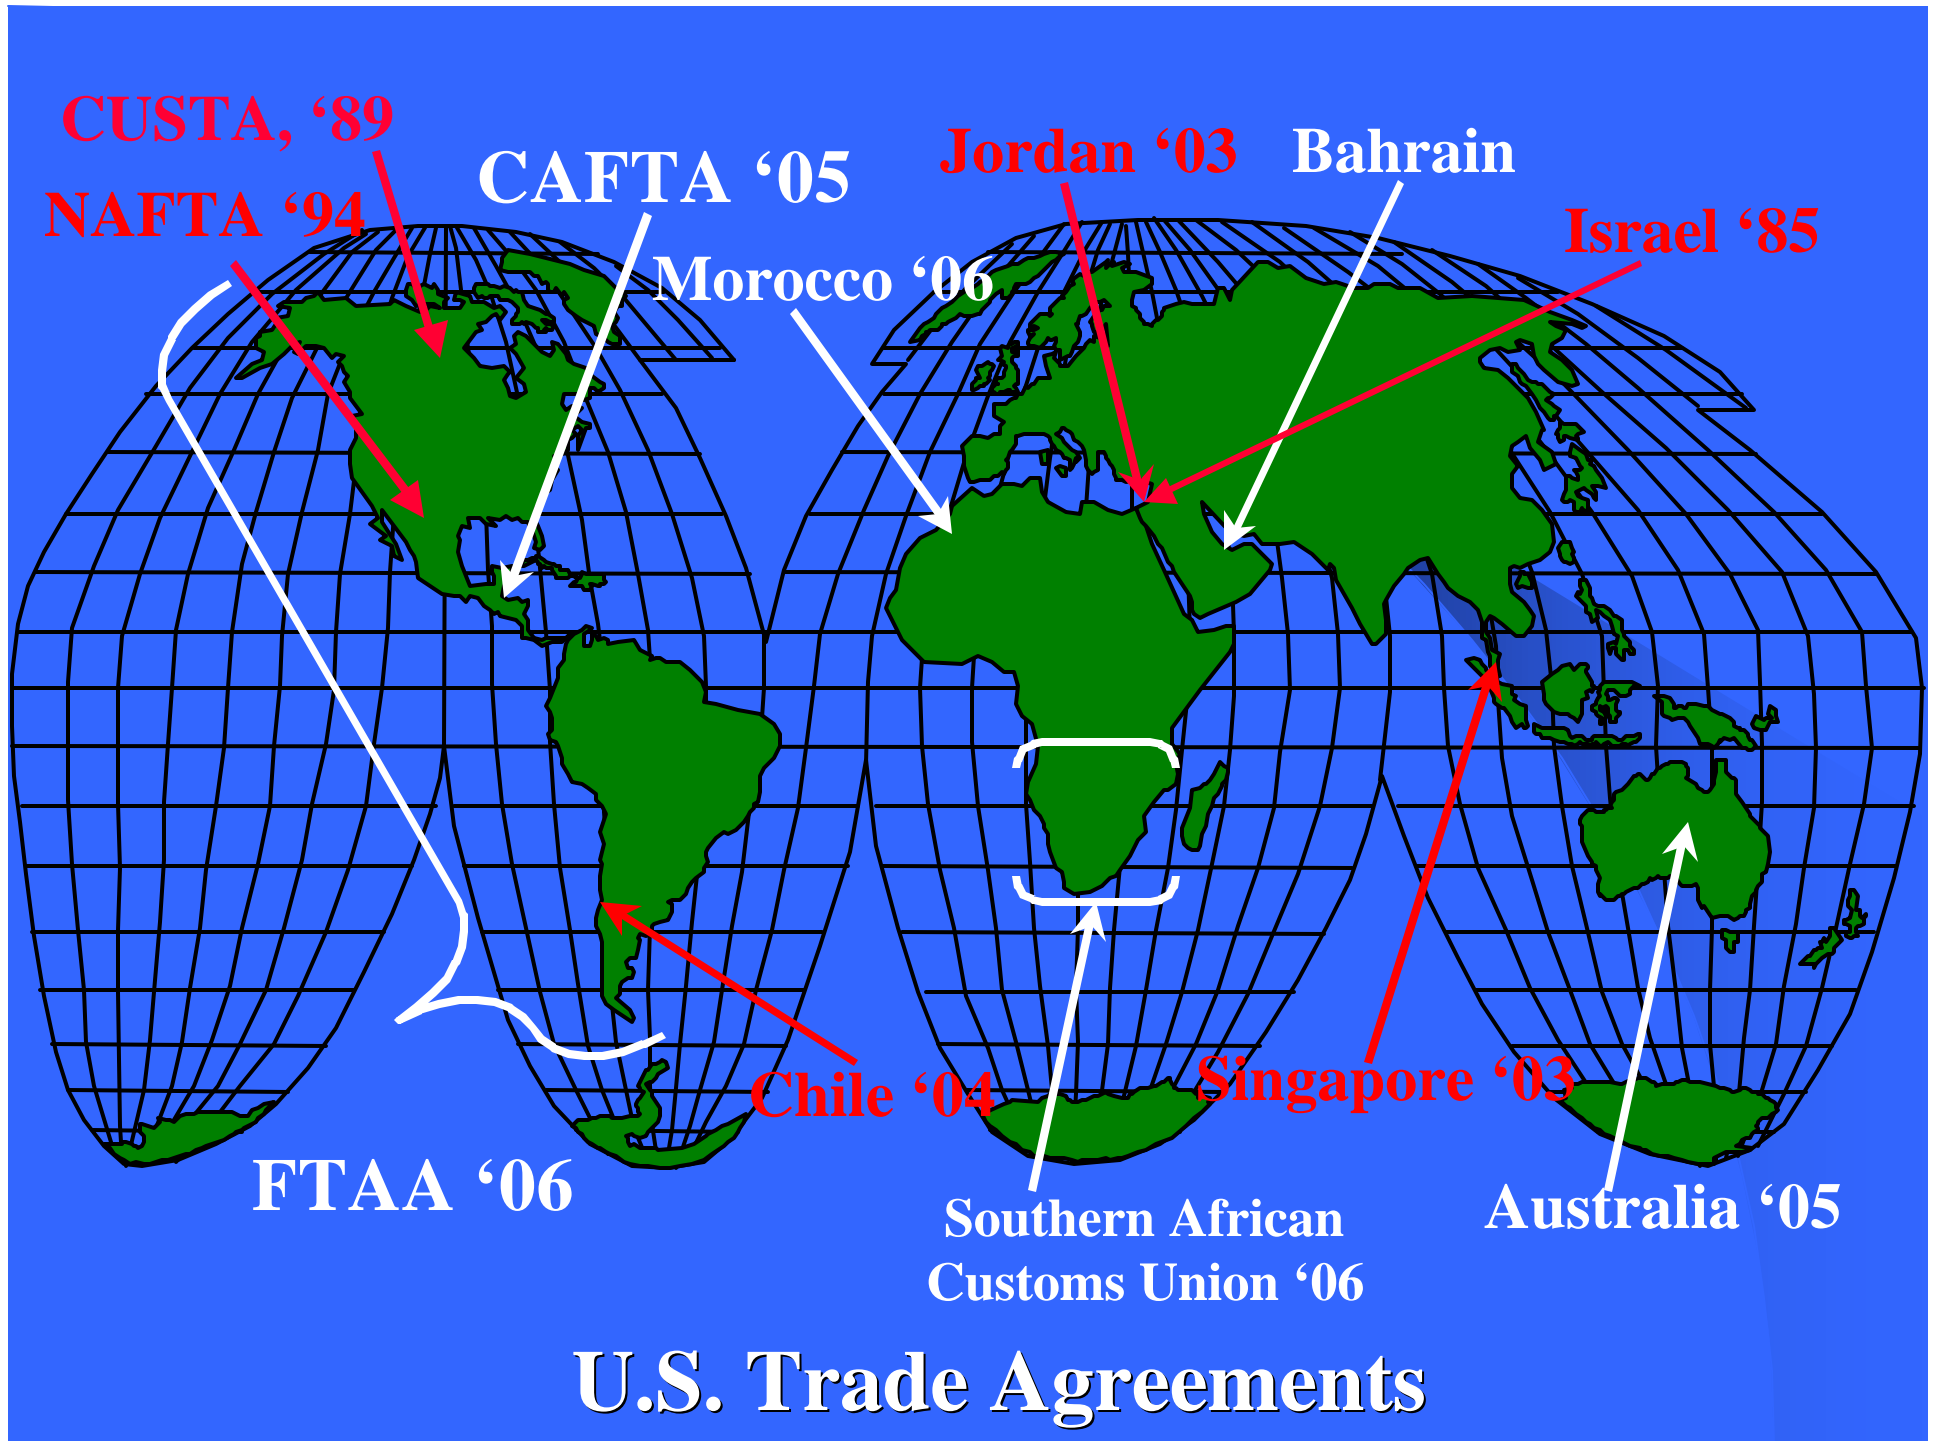 CUSTA, ‘89
NAFTA ‘94
CAFTA ‘05
Morocco ‘06
Jordan ‘03
Bahrain
Israel ‘85
Chile ‘04
Singapore ‘03
FTAA ‘06
Southern African
Customs Union ‘06
Australia ‘05
U.S. Trade Agreements